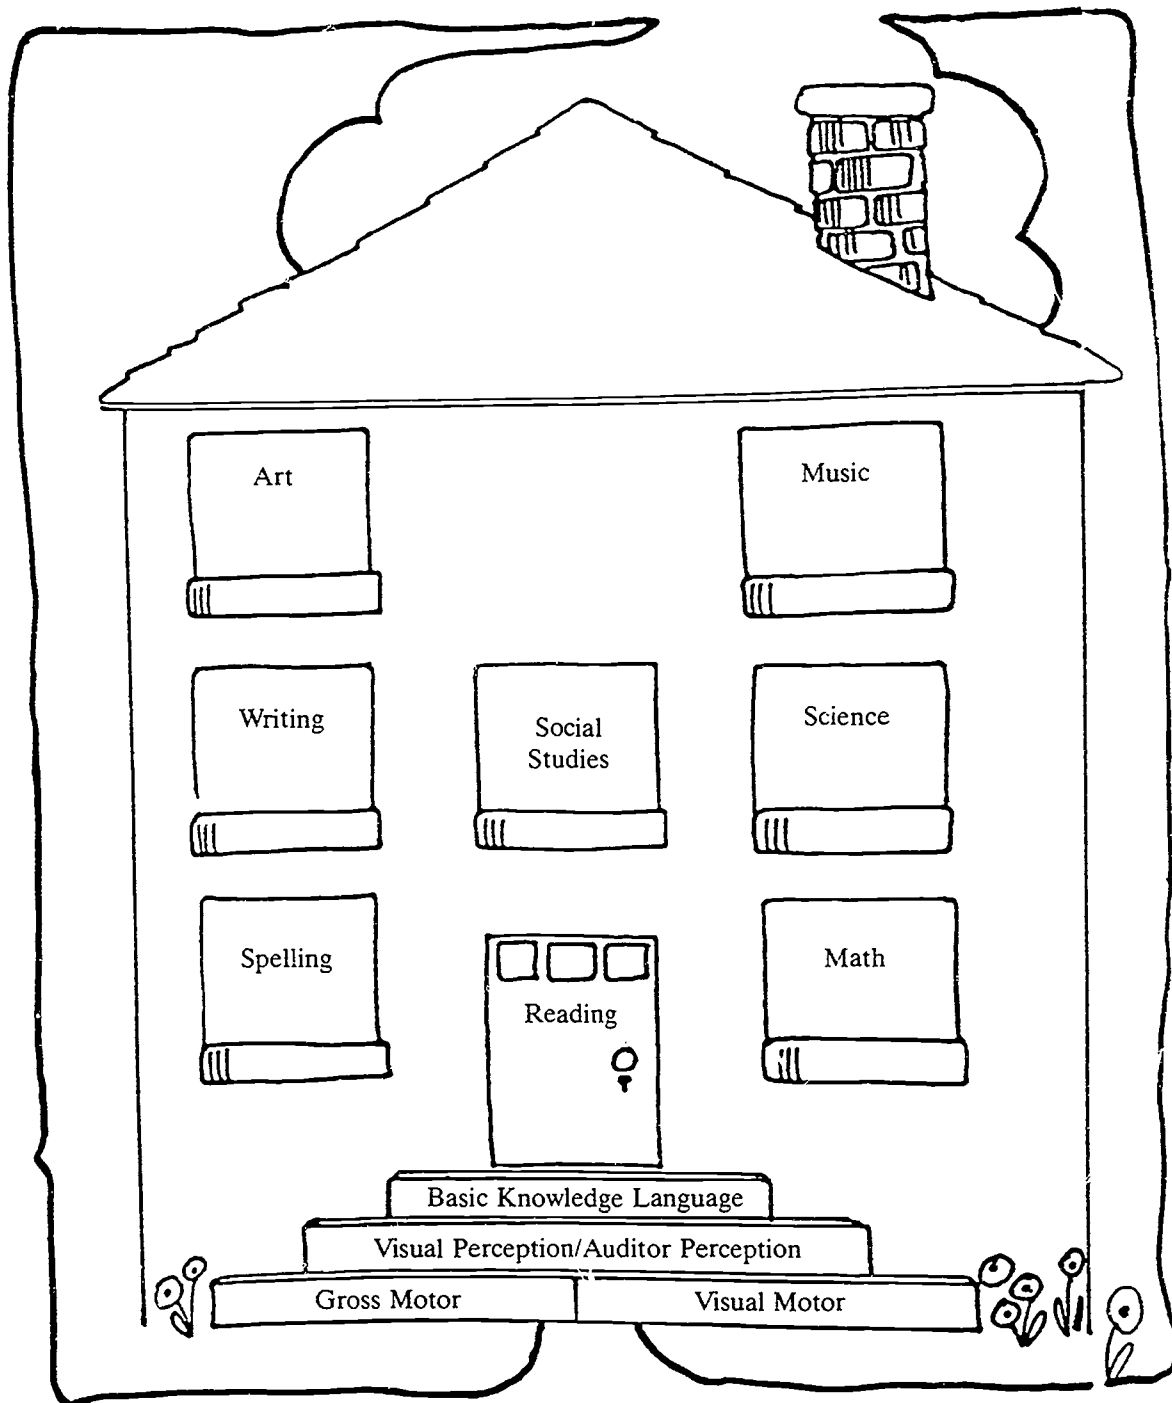 Art
Music
Writing
Social
Studies
Science
Spelling
Math
Reading
Basic Knowledge Language
Visual Perception/Auditor Perception
Gross Motor
Visual Motor